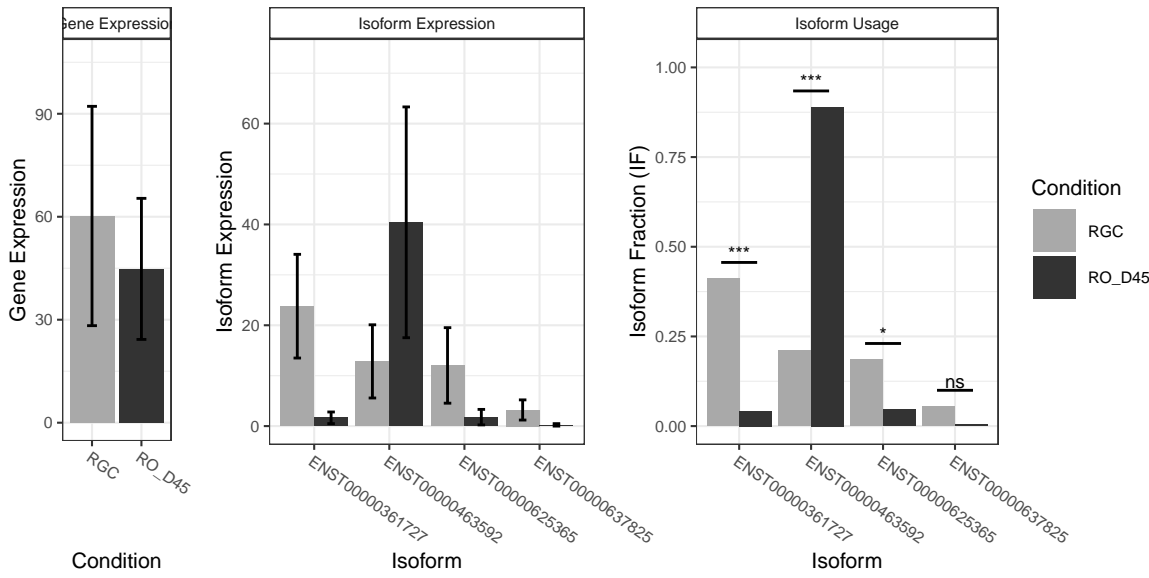 Gene Expression
Isoform Expression
Isoform Usage
Gene Expression
90
60
30
0
RGC
RO_D45
Condition
Isoform Expression
60
40
20
0
ENST00000361727
ENST00000463592
ENST00000625365
ENST00000637825
Isoform
Isoform Fraction (IF)
1.00
0.75
0.50
0.25
0.00
***
***
*
ns
ENST00000361727
ENST00000463592
ENST00000625365
ENST00000637825
Isoform
Condition
RGC
RO_D45